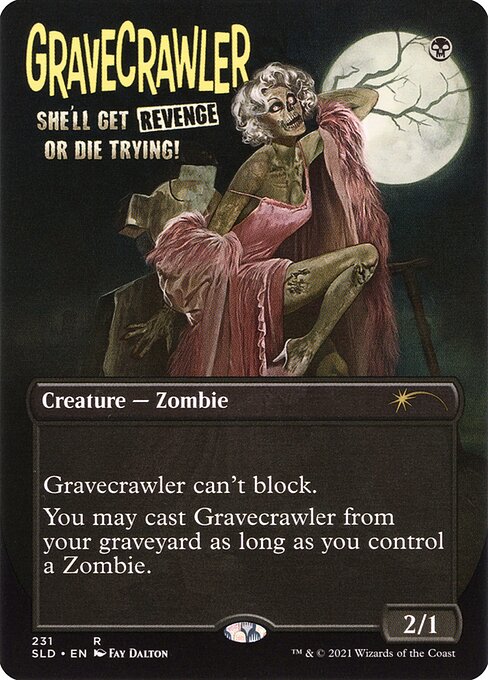 GRAVECRAWLER
SHE'LL GET REVENGE
OR DIE TRYING!
Creature — Zombie
Gravecrawler can't block.
You may cast Gravecrawler from
your graveyard as long as you control
a Zombie.
2/1
231 R
SLD • EN FAY DALTON
™ & © 2021 Wizards of the Coast